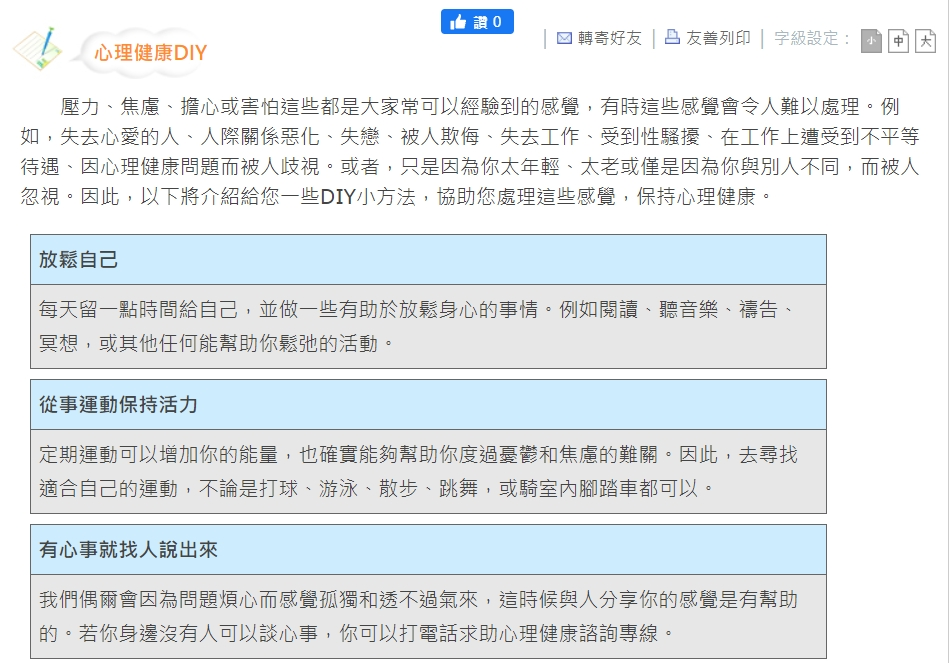 讚 0
轉寄好友 | 友善列印 | 字級設定： 小 中 大
心理健康DIY
壓力、焦慮、擔心或害怕這些都是大家常可以經驗到的感覺，有時這些感覺會令人難以處理。例
如，失去心愛的人、人際關係惡化、失戀、被人欺侮、失去工作、受到性騷擾、在工作上遭受到不平等
待遇、因心理健康問題而被人歧視。或者，只是因為你太年輕、太老或僅是因為你與別人不同，而被人
忽視。因此，以下將介紹給您一些DIY小方法，協助您處理這些感覺，保持心理健康。
放鬆自己
每天留一點時間給自己，並做一些有助於放鬆身心的事情。例如閱讀、聽音樂、禱告、
冥想，或其他任何能幫助你鬆弛的活動。
從事運動保持活力
定期運動可以增加你的能量，也確實能夠幫助你度過憂鬱和焦慮的難關。因此，去尋找
適合自己的運動，不論是打球、游泳、散步、跳舞，或騎室內腳踏車都可以。
有心事就找人說出來
我們偶爾會因為問題煩心而感覺孤獨和透不過氣來，這時候與人分享你的感覺是有幫助
的。若你身邊沒有人可以談心事，你可以打電話求助心理健康諮詢專線。